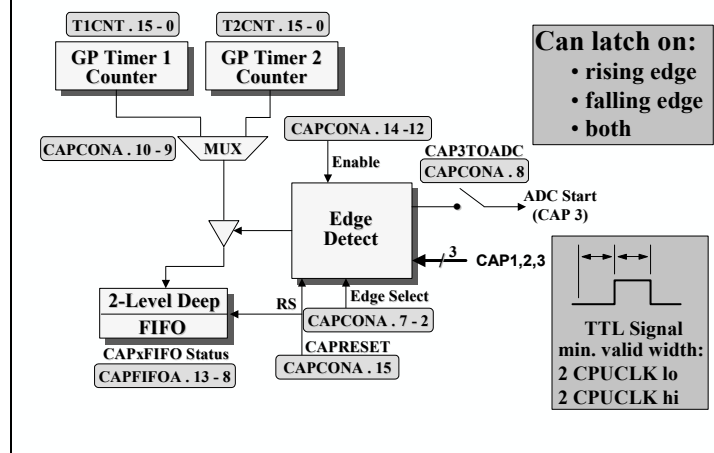 T1CNT . 15 - 0
T2CNT . 15 - 0
GP Timer 1
Counter
GP Timer 2
Counter
Can latch on:
• rising edge
• falling edge
• both
CAPCONA . 14 -12
CAPCONA . 10 - 9
MUX
Enable
CAP3TOADC
CAPCONA . 8
ADC Start
(CAP 3)
Edge
Detect
3
CAP1,2,3
2-Level Deep
FIFO
RS
Edge Select
CAPCONA . 7 - 2
CAPxFIFO Status
CAPFIFOA . 13 - 8
CAPRESET
CAPCONA . 15
TTL Signal
min. valid width:
2 CPUCLK lo
2 CPUCLK hi